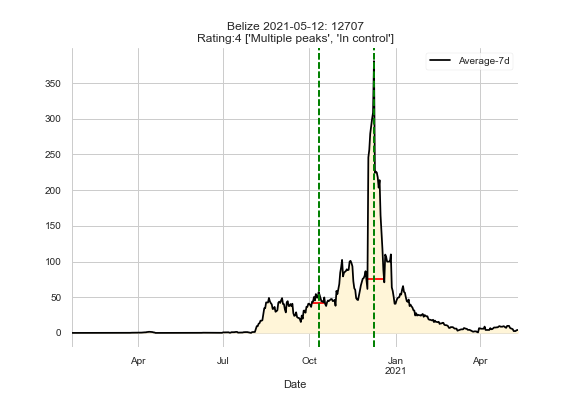 Belize 2021-05-12: 12707
Rating:4 ['Multiple peaks', 'In control']
Average-7d
350
300
250
200
150
100
50
0
Apr
Jul
Oct
Jan
2021
Apr
Date